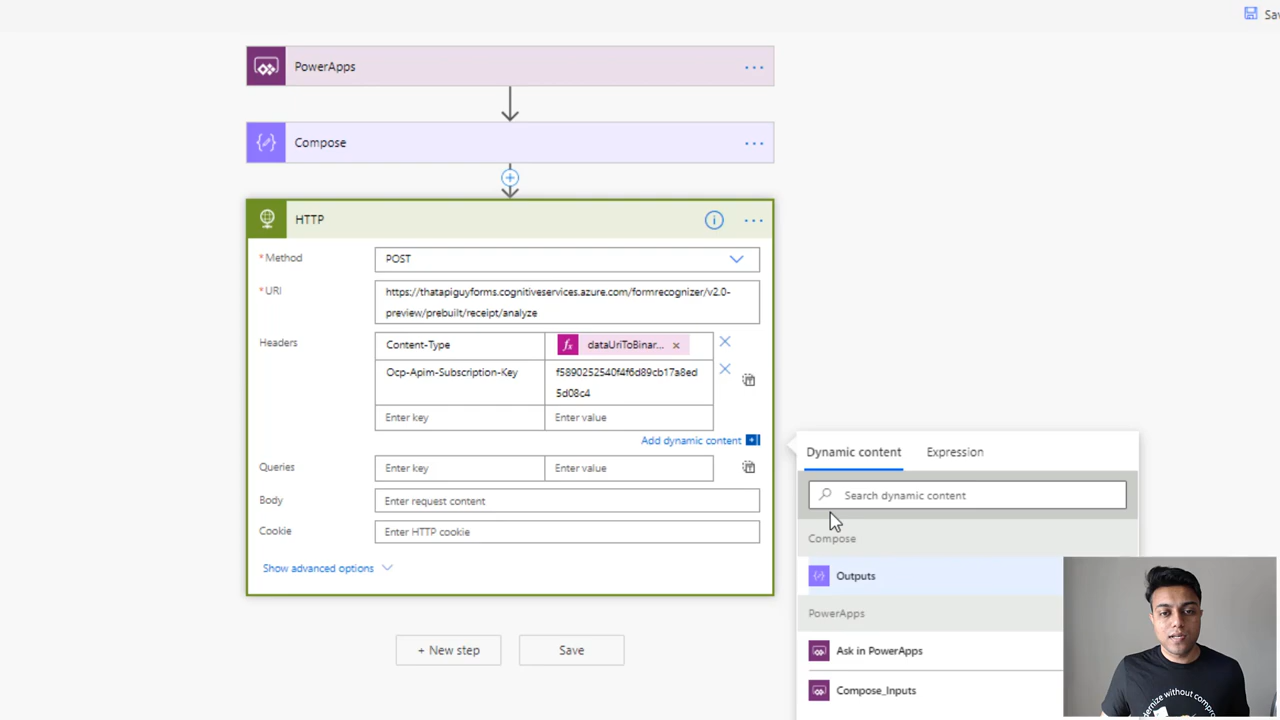 Sav
PowerApps
...
Compose
...
HTTP
...
*Method
POST
*URI
https://thatapiguyforms.cognitiveservices.azure.com/formrecognizer/v2.0-
preview/prebuilt/receipt/analyze
Headers
Content-Type
fx dataUriToBinar... ×
Ocp-Apim-Subscription-Key
f5890252540f4f6d89cb17a8ed
5d08c4
Enter key
Enter value
Add dynamic content
Queries
Enter key
Enter value
Body
Enter request content
Cookie
Enter HTTP cookie
Show advanced options
+ New step
Save
Dynamic content
Expression
Search dynamic content
Compose
Outputs
PowerApps
Ask in PowerApps
Compose_Inputs